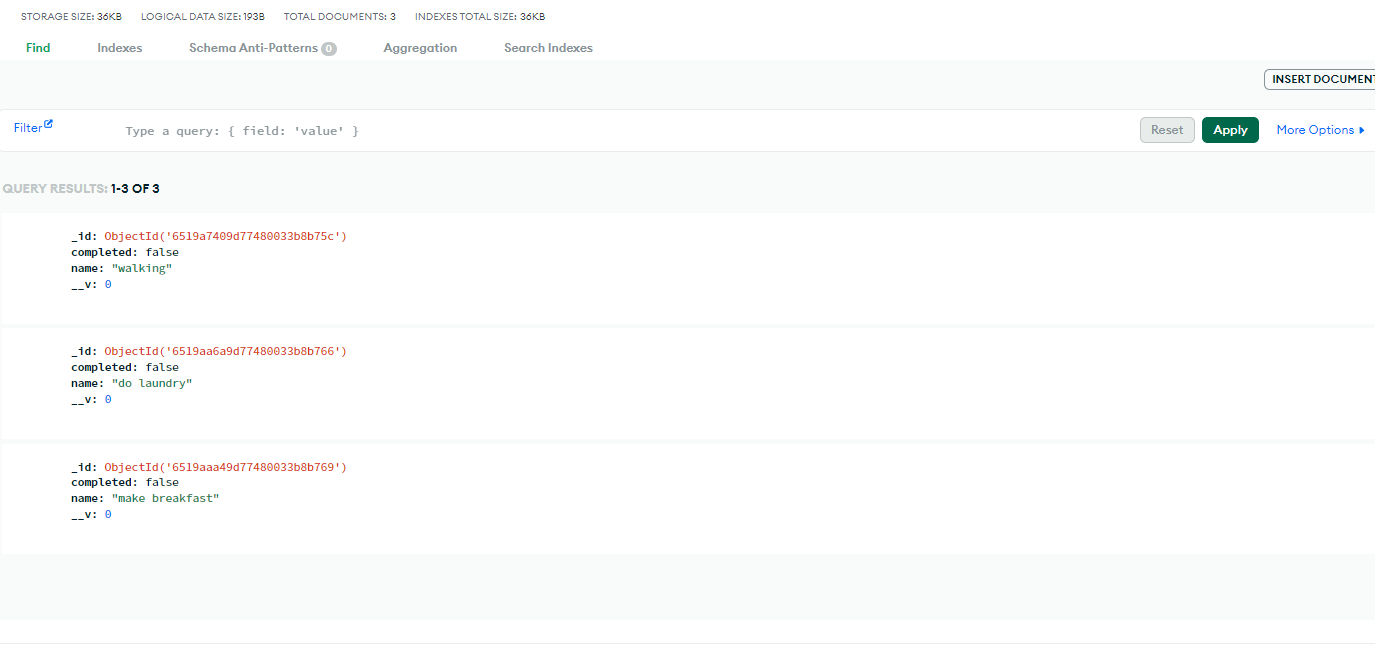 STORAGE SIZE: 36KB LOGICAL DATA SIZE: 193B TOTAL DOCUMENTS: 3 INDEXES TOTAL SIZE: 36KB
Find Indexes Schema Anti-Patterns 0 Aggregation Search Indexes
INSERT DOCUMENT
Filter Type a query: { field: 'value' } Reset Apply More Options
QUERY RESULTS: 1-3 OF 3
_id: ObjectId('6519a7409d77480033b8b75c')
completed: false
name: "walking"
__v: 0
_id: ObjectId('6519aa6a9d77480033b8b766')
completed: false
name: "do laundry"
__v: 0
_id: ObjectId('6519aaa49d77480033b8b769')
completed: false
name: "make breakfast"
__v: 0